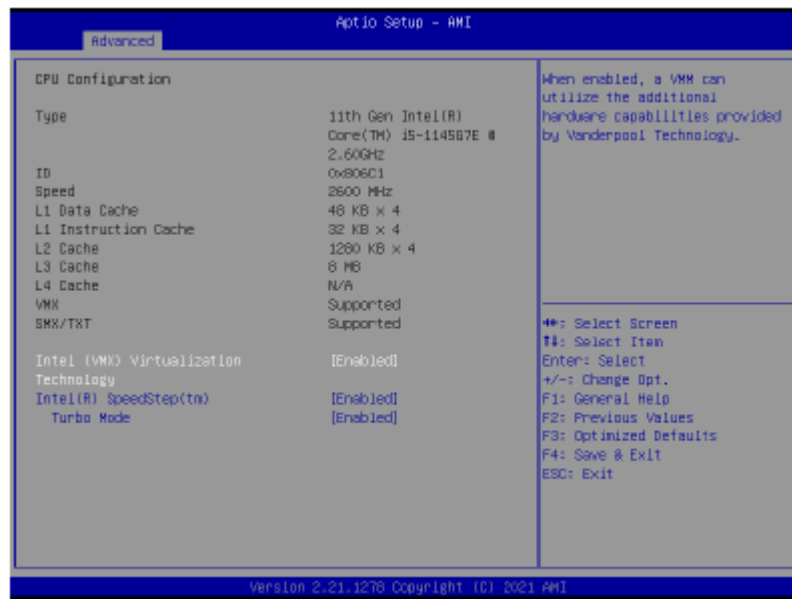 Aptio Setup - AMI
Advanced
CPU Configuration
Type 11th Gen Intel(R)
Core(TM) i5-1145G7E @
2.60GHz
ID 0x806C1
Speed 2600 MHz
L1 Data Cache 48 KB x 4
L1 Instruction Cache 32 KB x 4
L2 Cache 1280 KB x 4
L3 Cache 8 MB
L4 Cache N/A
VMX Supported
SMX/TXT Supported
Intel (VMX) Virtualization [Enabled]
Technology
Intel(R) SpeedStep(tm) [Enabled]
Turbo Mode [Enabled]
When enabled, a VMM can
utilize the additional
hardware capabilities provided
by Vanderpool Technology.
→←: Select Screen
↑↓: Select Item
Enter: Select
+/-: Change Opt.
F1: General Help
F2: Previous Values
F3: Optimized Defaults
F4: Save & Exit
ESC: Exit
Version 2.21.1278 Copyright (C) 2021 AMI